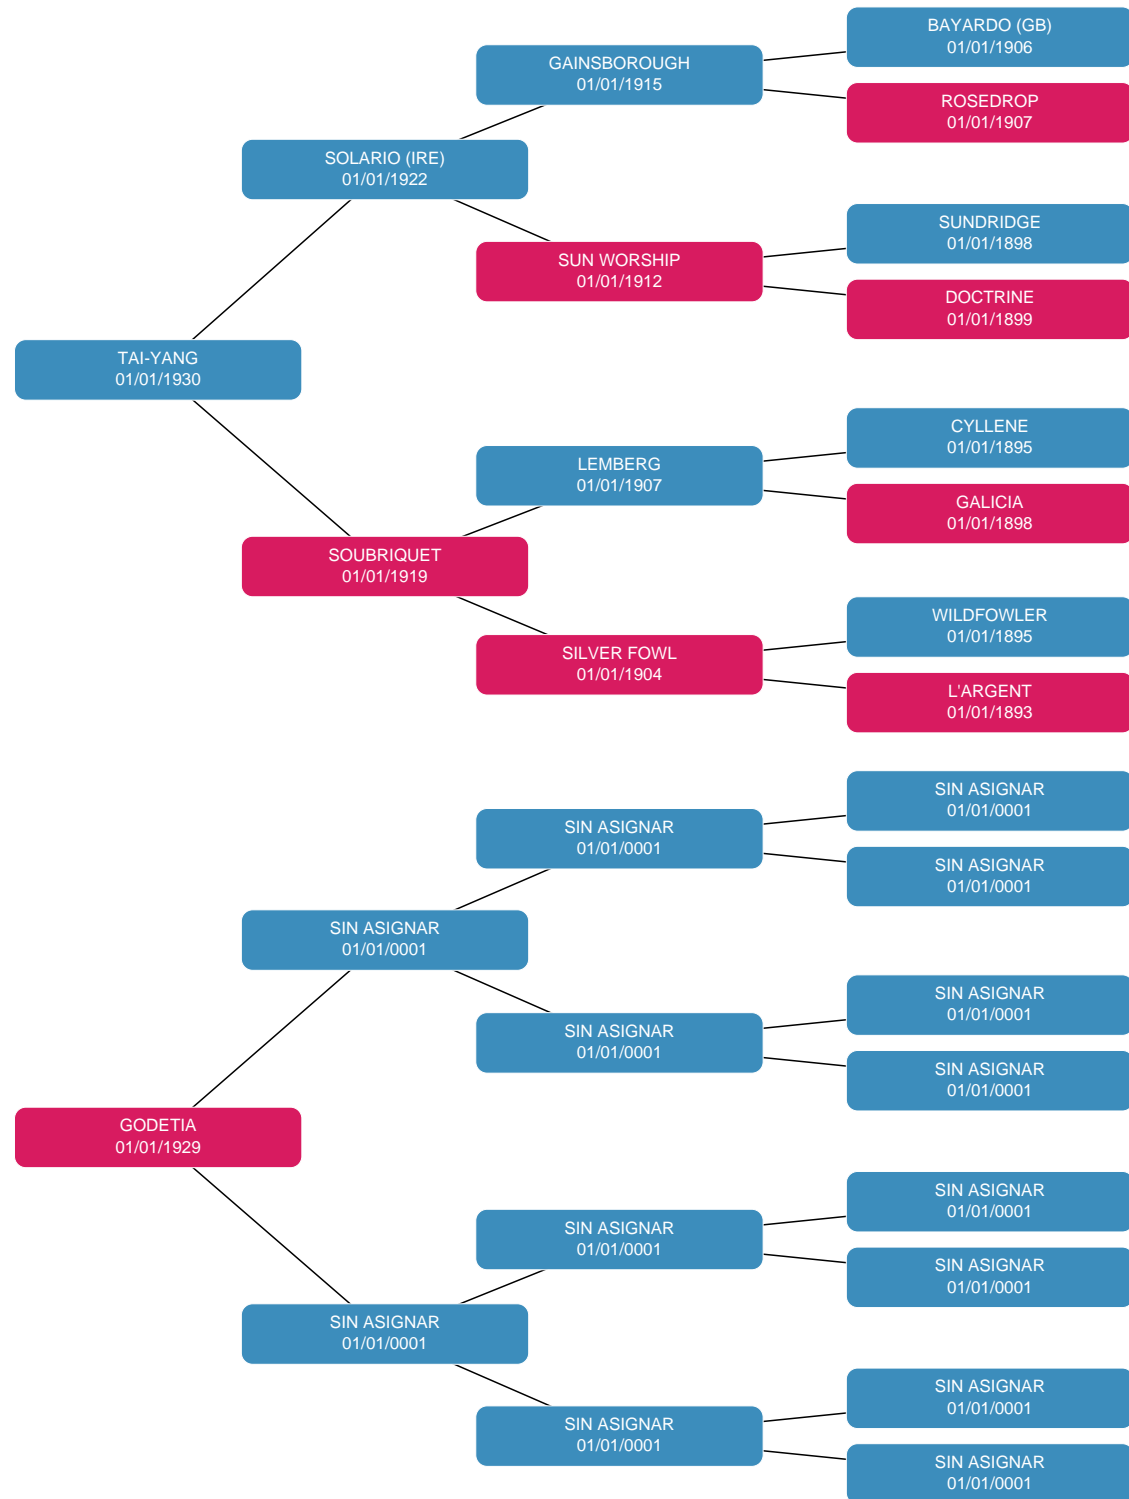 BAYARDO (GB)
01/01/1906
GAINSBOROUGH
01/01/1915
ROSEDROP
01/01/1907
SOLARIO (IRE)
01/01/1922
SUNDRIDGE
01/01/1898
SUN WORSHIP
01/01/1912
DOCTRINE
01/01/1899
TAI-YANG
01/01/1930
CYLLENE
01/01/1895
LEMBERG
01/01/1907
GALICIA
01/01/1898
SOUBRIQUET
01/01/1919
WILDFOWLER
01/01/1895
SILVER FOWL
01/01/1904
L'ARGENT
01/01/1893
SIN ASIGNAR
01/01/0001
SIN ASIGNAR
01/01/0001
SIN ASIGNAR
01/01/0001
SIN ASIGNAR
01/01/0001
SIN ASIGNAR
01/01/0001
SIN ASIGNAR
01/01/0001
SIN ASIGNAR
01/01/0001
GODETIA
01/01/1929
SIN ASIGNAR
01/01/0001
SIN ASIGNAR
01/01/0001
SIN ASIGNAR
01/01/0001
SIN ASIGNAR
01/01/0001
SIN ASIGNAR
01/01/0001
SIN ASIGNAR
01/01/0001
SIN ASIGNAR
01/01/0001